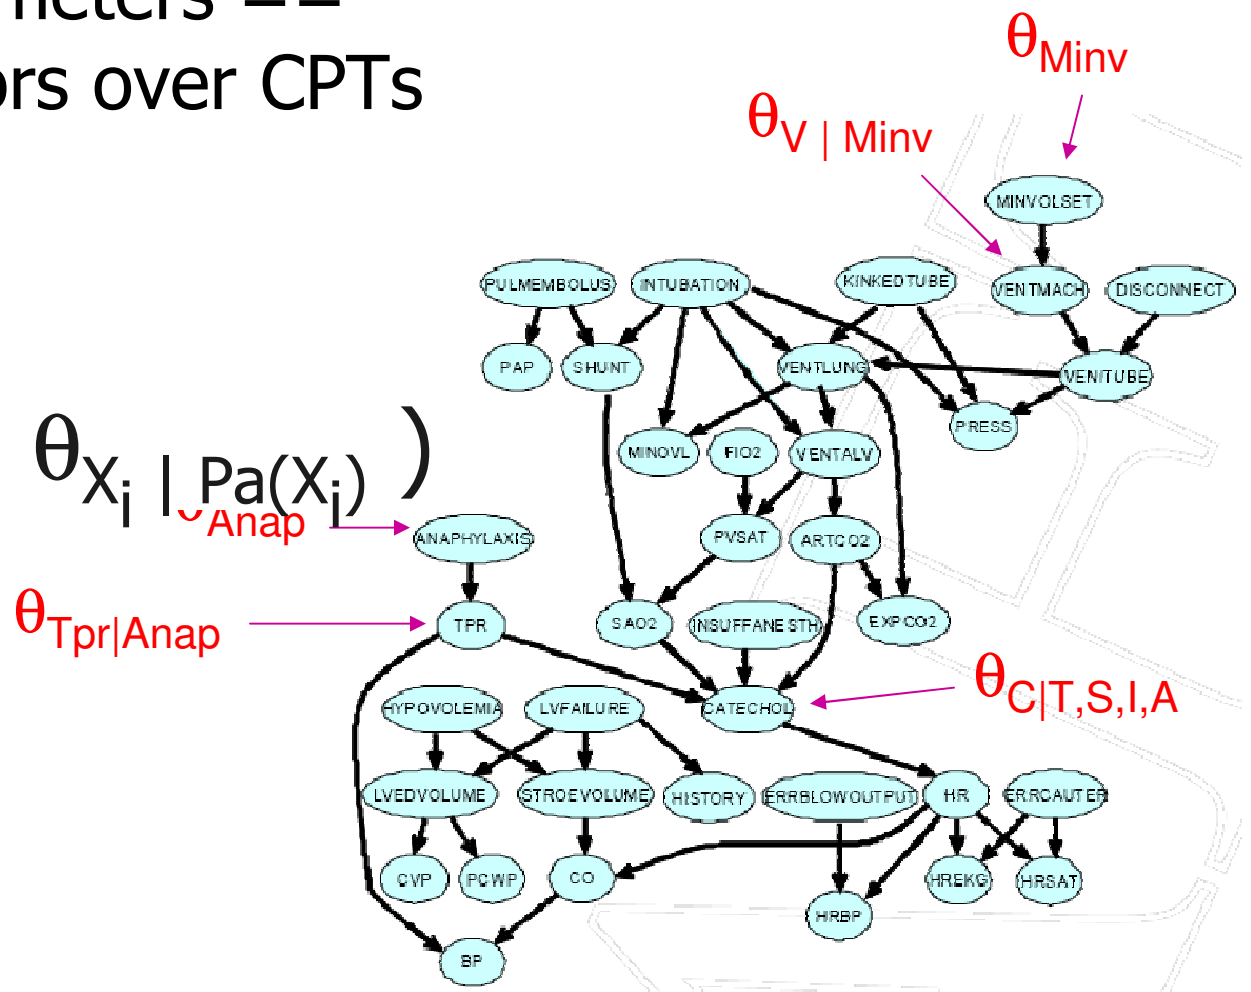 meters ==
ors over CPTs
θMinv
θV | Minv
MINVOLSET
PULMEMBOLUS
INTUBATION
KINKEDTUBE
VENTMACH
DISCONNECT
PAP
SHUNT
VENTLUNG
VENITUBE
PRESS
MINOVL
FIO2
VENTALV
θXi | Pa(Xi) )
θAnap
ANAPHYLAXIS
PVSAT
ARTCO2
θTpr|Anap
TPR
SAO2
INSUFFANESTH
EXPCO2
θC|T,S,I,A
HYPOVOLEMIA
LVFAILURE
CATECHOL
LVEDVOLUME
STROEVOLUME
HISTORY
ERRBLOWOUTPUT
HR
ERRCAUTER
CVP
PCWP
CO
HREKG
HRSAT
HRBP
BP